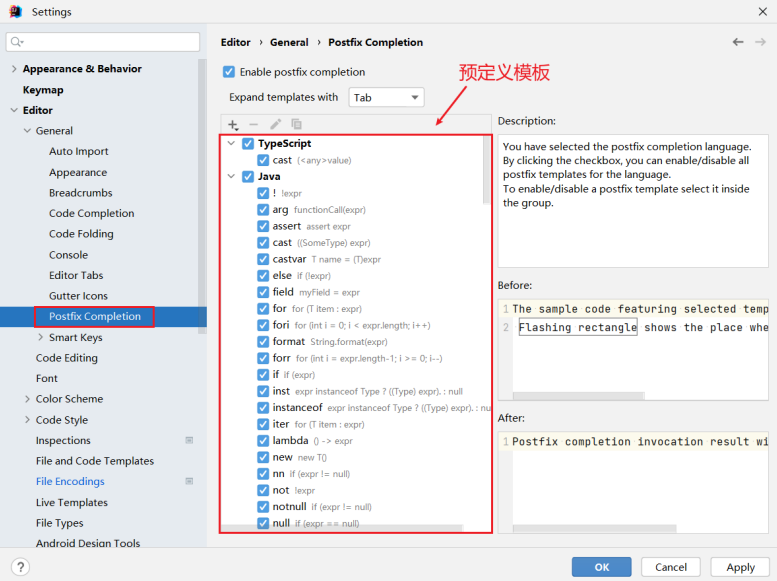 Settings
Appearance & Behavior
Keymap
Editor
General
Auto Import
Appearance
Breadcrumbs
Code Completion
Code Folding
Console
Editor Tabs
Gutter Icons
Postfix Completion
Smart Keys
Code Editing
Font
Color Scheme
Code Style
Inspections
File and Code Templates
File Encodings
Live Templates
File Types
Android Design Tools
Editor › General › Postfix Completion
Enable postfix completion
预定义模板
Expand templates with Tab
TypeScript
cast (<any>value)
Java
! !expr
arg functionCall(expr)
assert assert expr
cast ((SomeType) expr)
castvar T name = (T)expr
else if (!expr)
field myField = expr
for for (T item : expr)
fori for (int i = 0; i < expr.length; i++)
format String.format(expr)
forr for (int i = expr.length-1; i >= 0; i--)
if if (expr)
inst expr instanceof Type ? ((Type) expr). : null
instanceof expr instanceof Type ? ((Type) expr). : nu
iter for (T item : expr)
lambda () -> expr
new new T()
nn if (expr != null)
not !expr
notnull if (expr != null)
null if (expr == null)
Description:
You have selected the postfix completion language.
By clicking the checkbox, you can enable/disable all
postfix templates for the language.
To enable/disable a postfix template select it inside
the group.
Before:
1 The sample code featuring selected temp
2 Flashing rectangle shows the place whe
After:
1 Postfix completion invocation result wi
? OK Cancel Apply